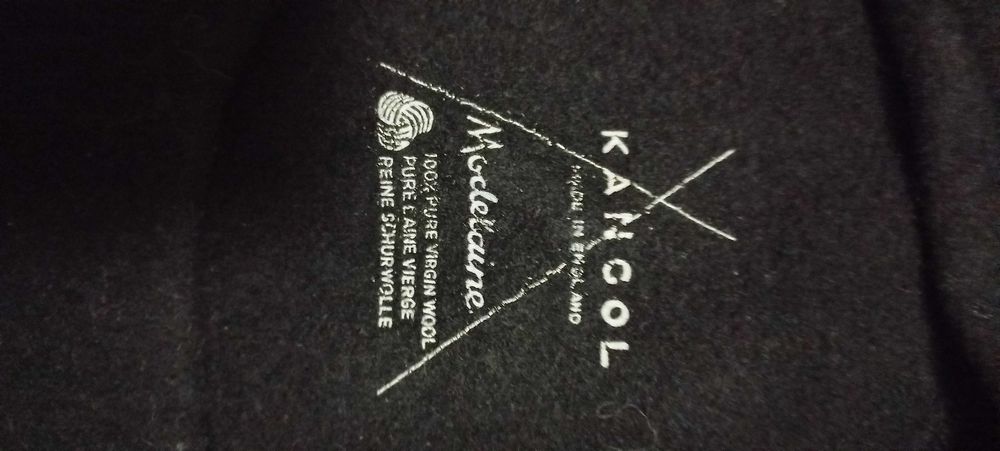 KANGOL
MADE IN ENGLAND
Modelaine
100% PURE VIRGIN WOOL
PURE LAINE VIERGE
REINE SCHURWOLLE